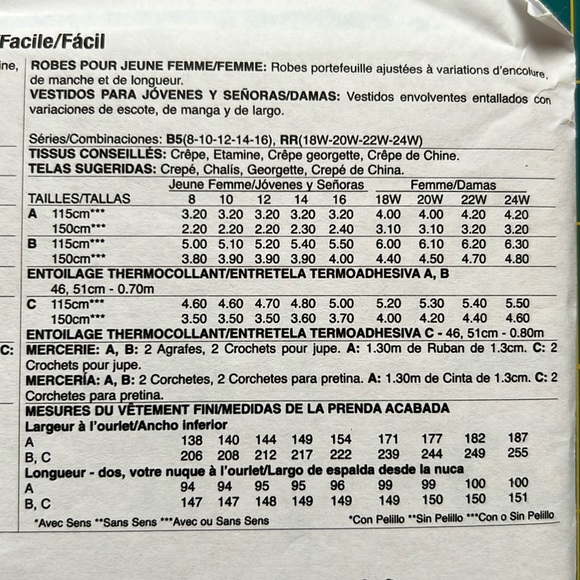 Facile/Fácil
ine,
ROBES POUR JEUNE FEMME/FEMME: Robes portefeuille ajustées à variations d'encolure,
de manche et de longueur.
VESTIDOS PARA JÓVENES Y SEÑORAS/DAMAS: Vestidos envolventes entallados con
variaciones de escote, de manga y de largo.
Séries/Combinaciones: B5(8-10-12-14-16), RR(18W-20W-22W-24W)
TISSUS CONSEILLÉS: Crêpe, Etamine, Crêpe georgette, Crêpe de Chine.
TELAS SUGERIDAS: Crepé, Chalís, Georgette, Crepé de China.
Jeune Femme/Jóvenes y Señoras Femme/Damas
TAILLES/TALLAS 8 10 12 14 16 18W 20W 22W 24W
A 115cm*** 3.20 3.20 3.20 3.20 3.20 4.00 4.00 4.20 4.20
150cm*** 2.20 2.20 2.20 2.30 2.40 3.10 3.10 3.20 3.20
B 115cm*** 5.00 5.10 5.20 5.40 5.50 6.00 6.10 6.20 6.30
150cm*** 3.80 3.90 3.90 3.90 4.00 4.40 4.50 4.70 4.80
ENTOILAGE THERMOCOLLANT/ENTRETELA TERMOADHESIVA A, B
46, 51cm - 0.70m
C 115cm*** 4.60 4.60 4.70 4.80 5.00 5.20 5.30 5.40 5.50
150cm*** 3.50 3.50 3.50 3.60 3.70 4.00 4.20 4.40 4.60
ENTOILAGE THERMOCOLLANT/ENTRETELA TERMOADHESIVA C - 46, 51cm - 0.80m
C:
MERCERIE: A, B: 2 Agrafes, 2 Crochets pour jupe. A: 1.30m de Ruban de 1.3cm. C: 2
Crochets pour jupe.
MERCERÍA: A, B: 2 Corchetes, 2 Corchetes para pretina. A: 1.30m de Cinta de 1.3cm. C: 2
Corchetes para pretina.
MESURES DU VÊTEMENT FINI/MEDIDAS DE LA PRENDA ACABADA
Largeur à l'ourlet/Ancho inferior
A 138 140 144 149 154 171 177 182 187
B, C 206 208 212 217 222 239 244 249 255
Longueur - dos, votre nuque à l'ourlet/Largo de espalda desde la nuca
A 94 94 95 95 96 99 99 100 100
B, C 147 147 148 149 149 149 150 150 151
*Avec Sens **Sans Sens ***Avec ou Sans Sens *Con Pelillo **Sin Pelillo ***Con o Sin Pelillo